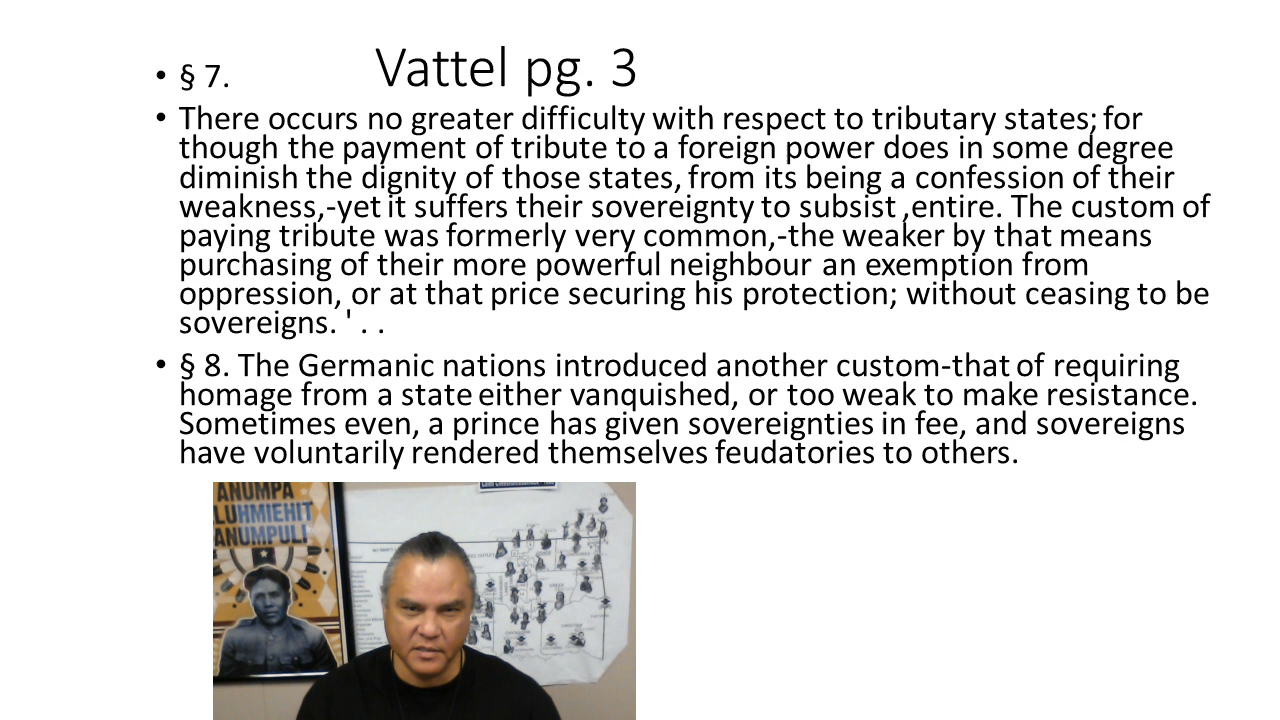 Vattel pg. 3
• § 7.
• There occurs no greater difficulty with respect to tributary states; for
though the payment of tribute to a foreign power does in some degree
diminish the dignity of those states, from its being a confession of their
weakness,-yet it suffers their sovereignty to subsist ,entire. The custom of
paying tribute was formerly very common,-the weaker by that means
purchasing of their more powerful neighbour an exemption from
oppression, or at that price securing his protection; without ceasing to be
sovereigns. ' . .
• § 8. The Germanic nations introduced another custom-that of requiring
homage from a state either vanquished, or too weak to make resistance.
Sometimes even, a prince has given sovereignties in fee, and sovereigns
have voluntarily rendered themselves feudatories to others.
ANUMPA
LUHMIEHIT
ANUMPULI